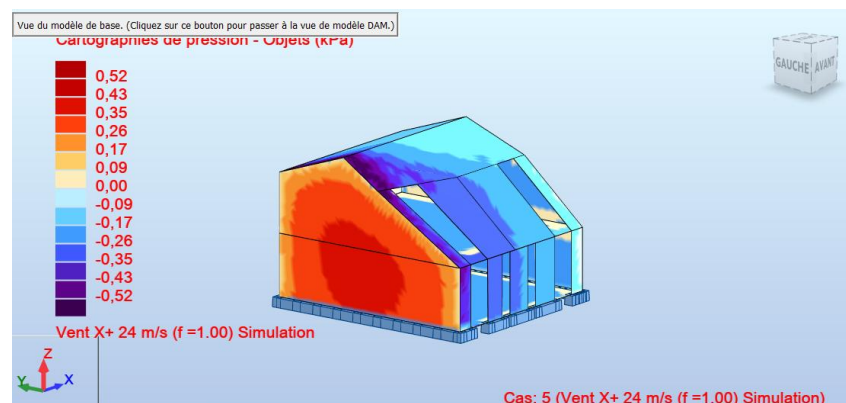 Vue du modèle de base. (Cliquez sur ce bouton pour passer à la vue de modèle DAM.)
Cartographies de pression - Objets (kPa)
GAUCHE
AVANT
0,52
0,43
0,35
0,26
0,17
0,09
0,00
-0,09
-0,17
-0,26
-0,35
-0,43
-0,52
Vent X+ 24 m/s (f =1.00) Simulation
Z
Y
X
Cas: 5 (Vent X+ 24 m/s (f =1.00) Simulation)